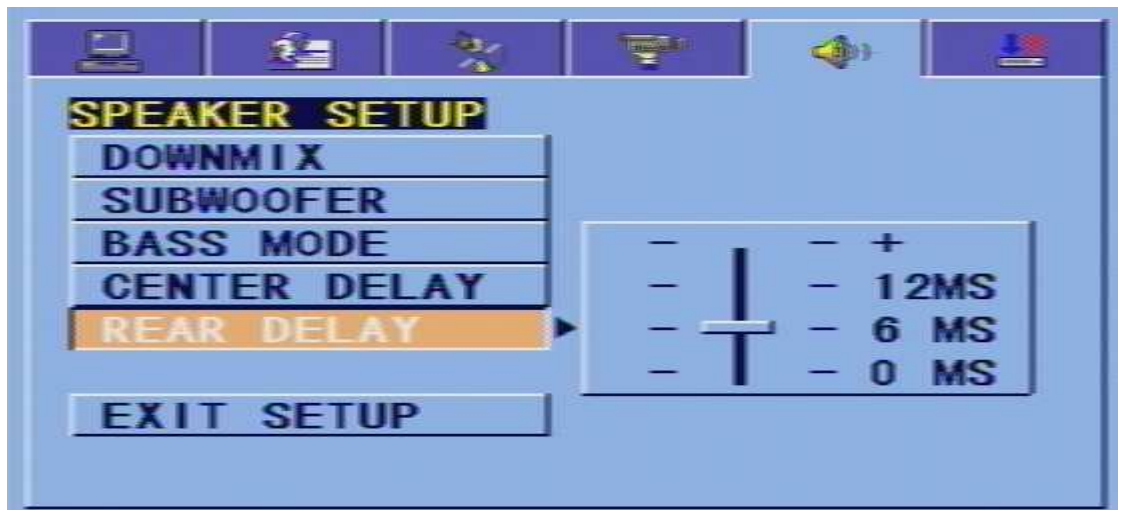 SPEAKER SETUP
DOWNMIX
SUBWOOFER
BASS MODE
CENTER DELAY
REAR DELAY
- - +
- - 12MS
- - 6 MS
- - 0 MS
EXIT SETUP